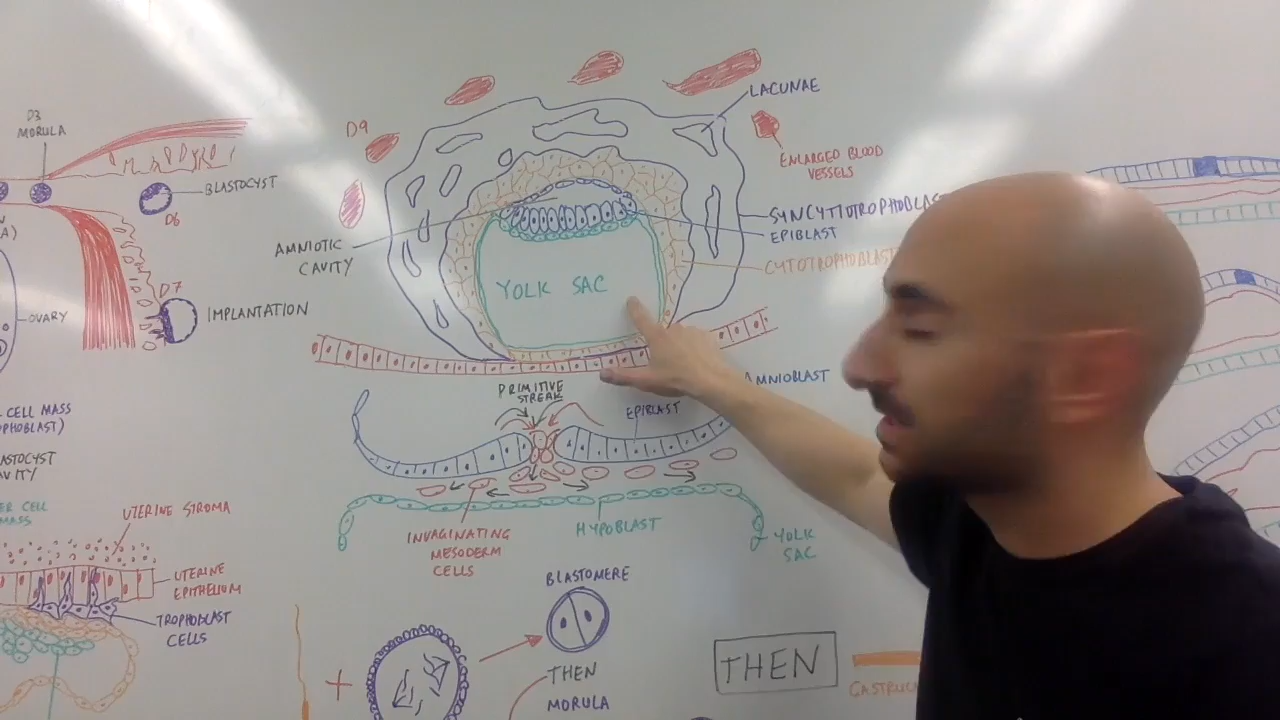 D3
MORULA
A)
BLASTOCYST
D6
D7
IMPLANTATION
OVARY
CELL MASS
OPHOBLAST)
ASTOCYST
VITY
ER CELL
MASS
UTERINE STROMA
UTERINE
EPITHELIUM
TROPHOBLAST
CELLS
D9
LACUNAE
ENLARGED BLOOD
VESSELS
SYNCYTIOTROPHOBLAST
EPIBLAST
CYTOTROPHOBLAST
AMNIOTIC
CAVITY
YOLK SAC
PRIMITIVE
STREAK
AMNIOBLAST
EPIBLAST
INVAGINATING
MESODERM
CELLS
HYPOBLAST
YOLK
SAC
BLASTOMERE
+
THEN
MORULA
THEN
GASTRUL